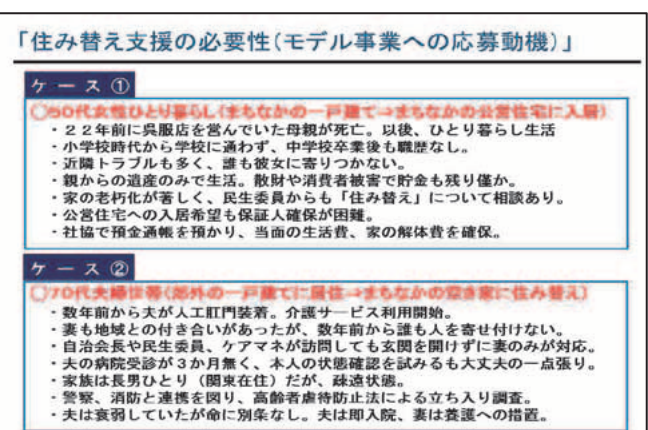 「住み替え支援の必要性(モデル事業への応募動機)」
ケース①
○50代女性ひとり暮らし(まちなかの一戸建て→まちなかの公営住宅に入居)
・22年前に呉服店を営んでいた母親が死亡。以後、ひとり暮らし生活
・小学校時代から学校に通わず、中学校卒業後も職歴なし。
・近隣トラブルも多く、誰も彼女に寄りつかない。
・親からの遺産のみで生活。散財や消費者被害で貯金も残り僅か。
・家の老朽化が著しく、民生委員からも「住み替え」について相談あり。
・公営住宅への入居希望も保証人確保が困難。
・社協で預金通帳を預かり、当面の生活費、家の解体費を確保。
ケース②
○70代夫婦世帯(郊外の一戸建てに居住→まちなかの空き家に住み替え)
・数年前から夫が人工肛門装着。介護サービス利用開始。
・妻も地域との付き合いがあったが、数年前から誰も人を寄せ付けない。
・自治会長や民生委員、ケアマネが訪問しても玄関を開けずに妻のみが対応。
・夫の病院受診が3か月無く、本人の状態確認を試みるも大丈夫の一点張り。
・家族は長男ひとり(関東在住)だが、疎遠状態。
・警察、消防と連携を図り、高齢者虐待防止法による立ち入り調査。
・夫は衰弱していたが命に別条なし。夫は即入院、妻は養護への措置。